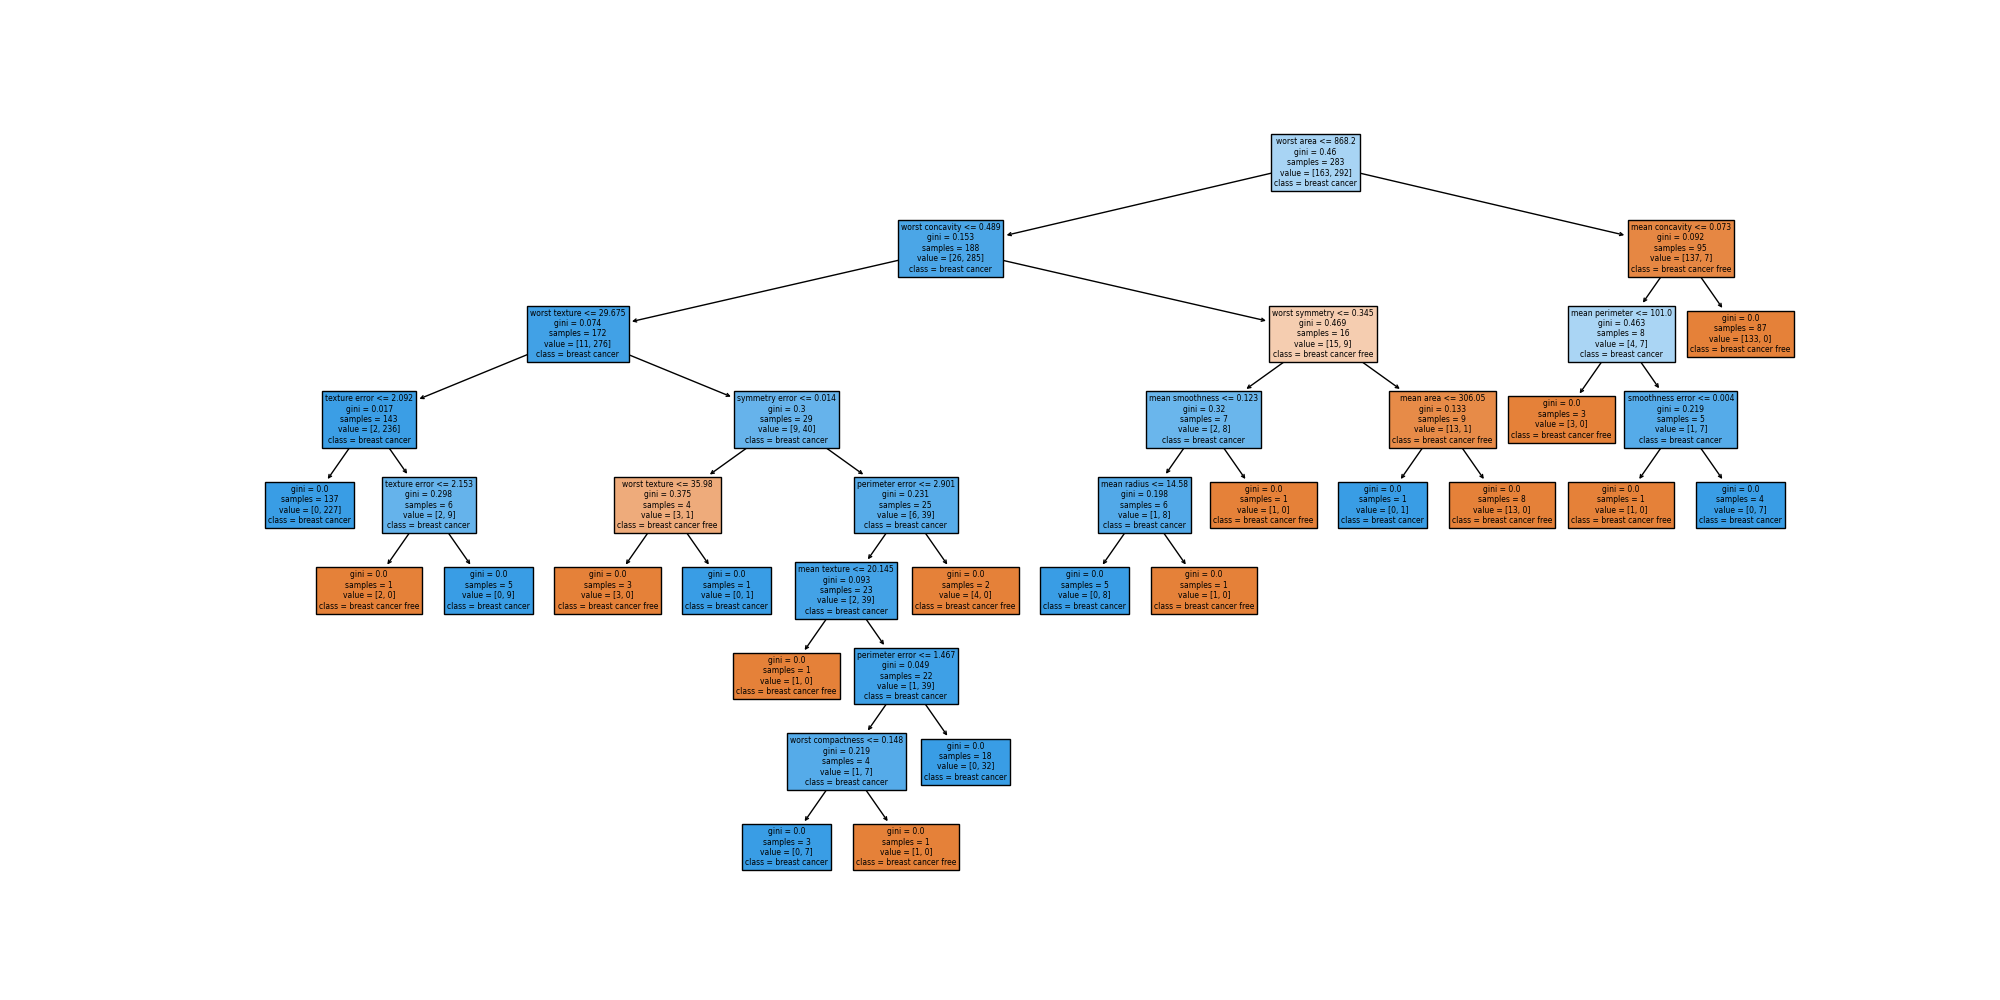 worst area <= 868.2
gini = 0.46
samples = 283
value = [163, 292]
class = breast cancer
worst concavity <= 0.489
gini = 0.153
samples = 188
value = [26, 285]
class = breast cancer
mean concavity <= 0.073
gini = 0.092
samples = 95
value = [137, 7]
class = breast cancer free
worst texture <= 29.675
gini = 0.074
samples = 172
value = [11, 276]
class = breast cancer
worst symmetry <= 0.345
gini = 0.469
samples = 16
value = [15, 9]
class = breast cancer free
mean perimeter <= 101.0
gini = 0.463
samples = 8
value = [4, 7]
class = breast cancer
gini = 0.0
samples = 87
value = [133, 0]
class = breast cancer free
texture error <= 2.092
gini = 0.017
samples = 143
value = [2, 236]
class = breast cancer
symmetry error <= 0.014
gini = 0.3
samples = 29
value = [9, 40]
class = breast cancer
mean smoothness <= 0.123
gini = 0.32
samples = 7
value = [2, 8]
class = breast cancer
mean area <= 306.05
gini = 0.133
samples = 9
value = [13, 1]
class = breast cancer free
gini = 0.0
samples = 3
value = [3, 0]
class = breast cancer free
smoothness error <= 0.004
gini = 0.219
samples = 5
value = [1, 7]
class = breast cancer
gini = 0.0
samples = 137
value = [0, 227]
class = breast cancer
texture error <= 2.153
gini = 0.298
samples = 6
value = [2, 9]
class = breast cancer
worst texture <= 35.98
gini = 0.375
samples = 4
value = [3, 1]
class = breast cancer free
perimeter error <= 2.901
gini = 0.231
samples = 25
value = [6, 39]
class = breast cancer
mean radius <= 14.58
gini = 0.198
samples = 6
value = [1, 8]
class = breast cancer
gini = 0.0
samples = 1
value = [1, 0]
class = breast cancer free
gini = 0.0
samples = 1
value = [0, 1]
class = breast cancer
gini = 0.0
samples = 8
value = [13, 0]
class = breast cancer free
gini = 0.0
samples = 1
value = [1, 0]
class = breast cancer free
gini = 0.0
samples = 4
value = [0, 7]
class = breast cancer
gini = 0.0
samples = 1
value = [2, 0]
class = breast cancer free
gini = 0.0
samples = 5
value = [0, 9]
class = breast cancer
gini = 0.0
samples = 3
value = [3, 0]
class = breast cancer free
gini = 0.0
samples = 1
value = [0, 1]
class = breast cancer
mean texture <= 20.145
gini = 0.093
samples = 23
value = [2, 39]
class = breast cancer
gini = 0.0
samples = 2
value = [4, 0]
class = breast cancer free
gini = 0.0
samples = 5
value = [0, 8]
class = breast cancer
gini = 0.0
samples = 1
value = [1, 0]
class = breast cancer free
gini = 0.0
samples = 1
value = [1, 0]
class = breast cancer free
perimeter error <= 1.467
gini = 0.049
samples = 22
value = [1, 39]
class = breast cancer
worst compactness <= 0.148
gini = 0.219
samples = 4
value = [1, 7]
class = breast cancer
gini = 0.0
samples = 18
value = [0, 32]
class = breast cancer
gini = 0.0
samples = 3
value = [0, 7]
class = breast cancer
gini = 0.0
samples = 1
value = [1, 0]
class = breast cancer free